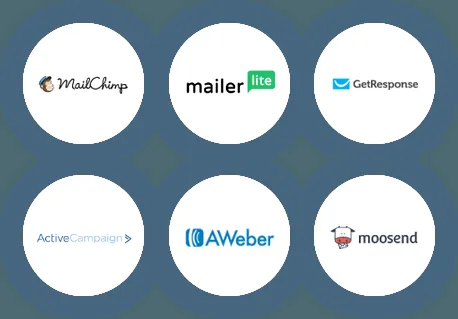 MailChimp
mailer lite
GetResponse
ActiveCampaign
AWeber
moosend